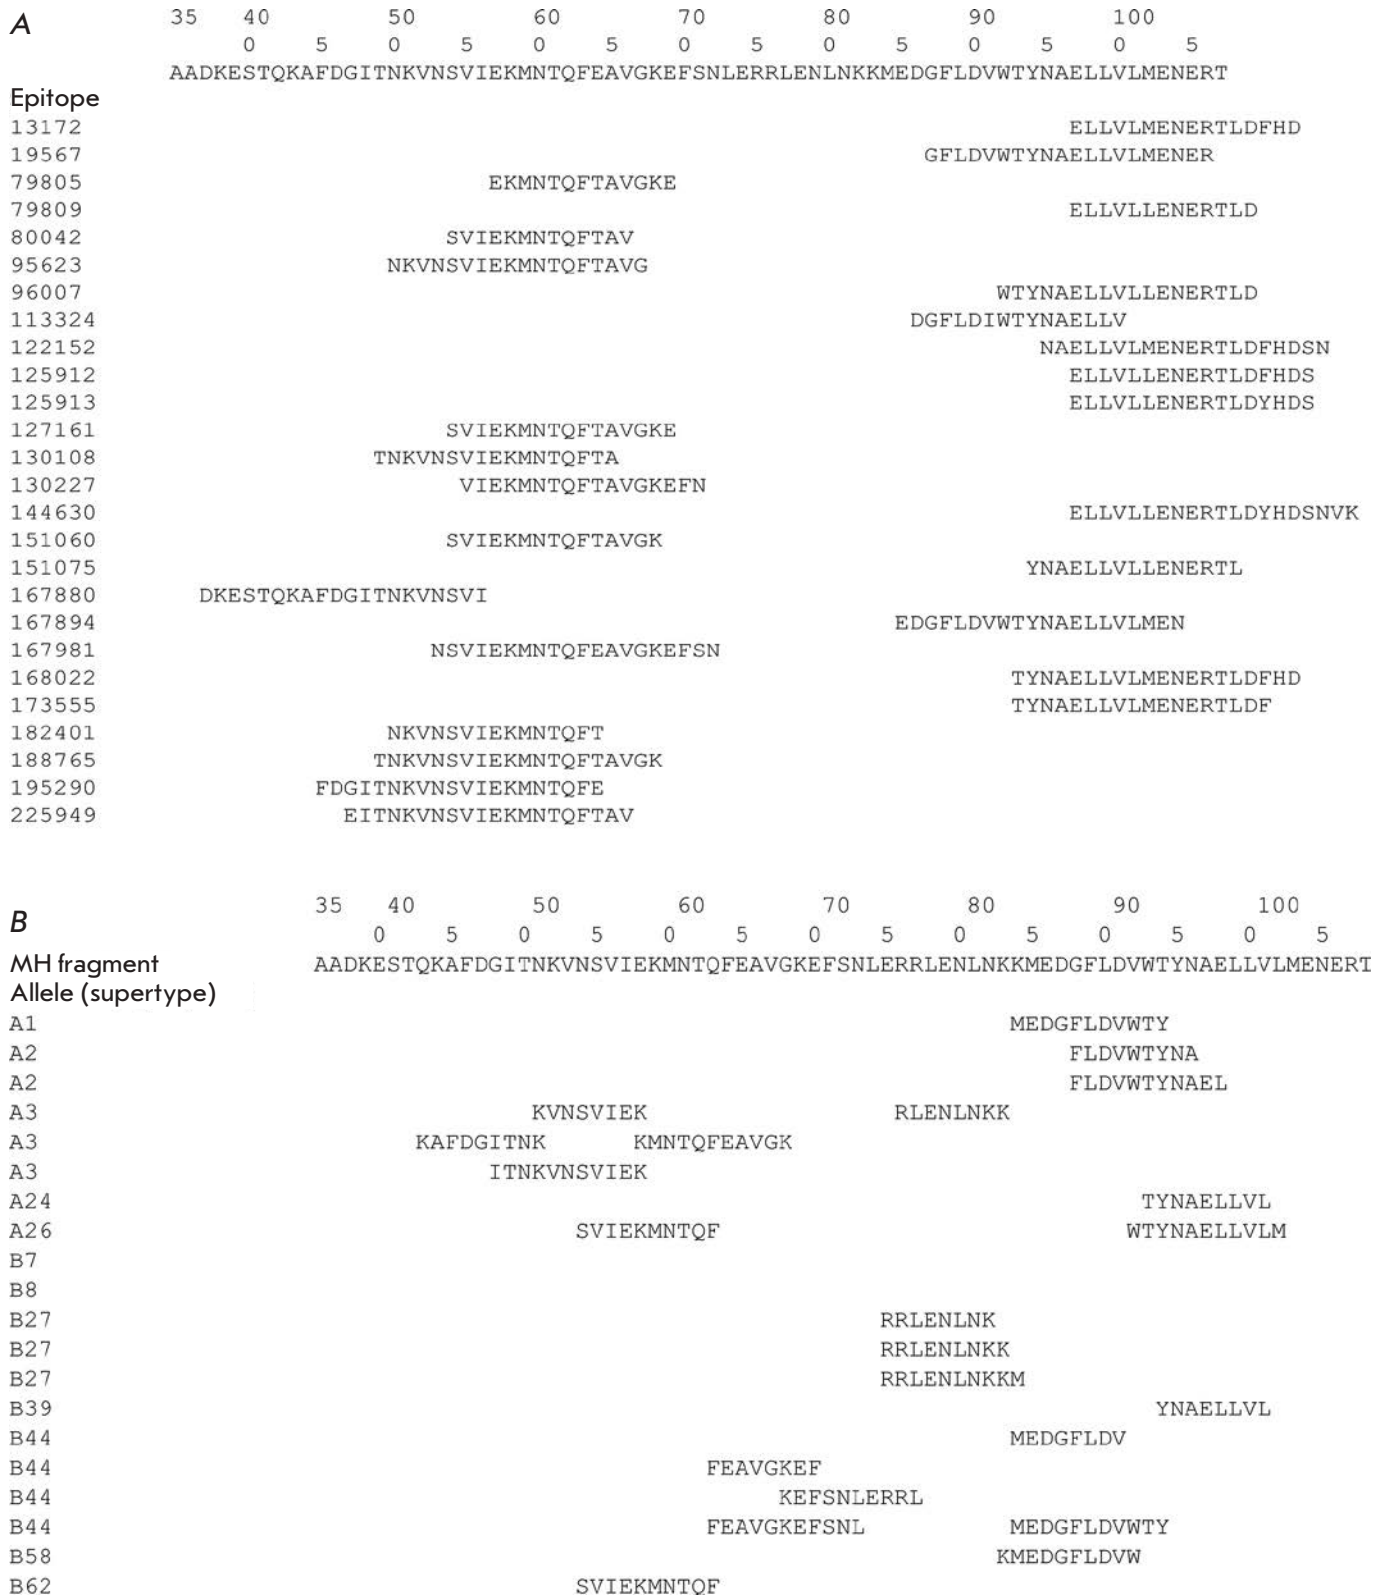 A
35 40 50 60 70 80 90 100
0 5 0 5 0 5 0 5 0 5 0 5 0 5
AADKESTQKAFDGITNKVNSVIEKMNTQFEAVGKEFSNLERRLENLNKKMEDGFLDVWTYNAELLVLMENERT
Epitope
13172 ELLVLMENERTLDFHD
19567 GFLDVWTYNAELLVLMENER
79805 EKMNTQFTAVGKE
79809 ELLVLLENERTLD
80042 SVIEKMNTQFTAV
95623 NKVNSVIEKMNTQFTAVG
96007 WTYNAELLVLLENERTLD
113324 DGFLDIWTYNAELLV
122152 NAELLVLMENERTLDFHDSN
125912 ELLVLLENERTLDFHDS
125913 ELLVLLENERTLDYHDS
127161 SVIEKMNTQFTAVGKE
130108 TNKVNSVIEKMNTQFTA
130227 VIEKMNTQFTAVGKEFN
144630 ELLVLLENERTLDYHDSNVK
151060 SVIEKMNTQFTAVGK
151075 YNAELLVLLENERTL
167880 DKESTQKAFDGITNKVNSVI
167894 EDGFLDVWTYNAELLVLMEN
167981 NSVIEKMNTQFEAVGKEFSN
168022 TYNAELLVLMENERTLDFHD
173555 TYNAELLVLMENERTLDF
182401 NKVNSVIEKMNTQFT
188765 TNKVNSVIEKMNTQFTAVGK
195290 FDGITNKVNSVIEKMNTQFE
225949 EITNKVNSVIEKMNTQFTAV
B
35 40 50 60 70 80 90 100
0 5 0 5 0 5 0 5 0 5 0 5 0 5
MH fragment AADKESTQKAFDGITNKVNSVIEKMNTQFEAVGKEFSNLERRLENLNKKMEDGFLDVWTYNAELLVLMENERT
Allele (supertype)
A1 MEDGFLDVWTY
A2 FLDVWTYNA
A2 FLDVWTYNAEL
A3 KVNSVIEK RLENLNKK
A3 KAFDGITNK KMNTQFEAVGK
A3 ITNKVNSVIEK
A24 TYNAELLVL
A26 SVIEKMNTQF WTYNAELLVLM
B7
B8
B27 RRLENLNK
B27 RRLENLNKK
B27 RRLENLNKKM
B39 YNAELLVL
B44 MEDGFLDV
B44 FEAVGKEF
B44 KEFSNLERRL
B44 FEAVGKEFSNL MEDGFLDVWTY
B58 KMEDGFLDVW
B62 SVIEKMNTQF